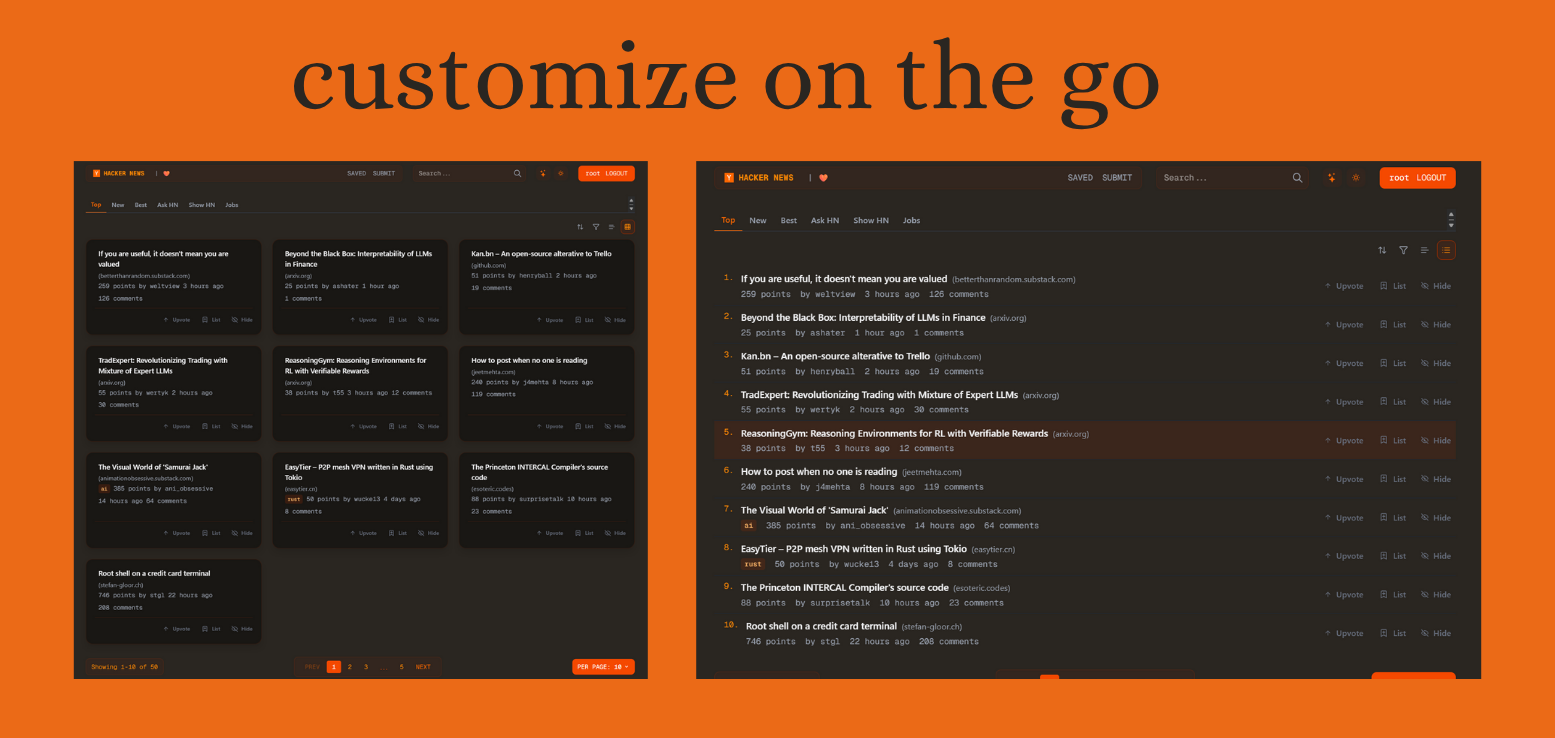 customize on the go
Y HACKER NEWS | SAVED SUBMIT Search... root LOGOUT
Top New Best Ask HN Show HN Jobs
If you are useful, it doesn't mean you are
valued
(betterthanrandom.substack.com)
259 points by weltview 3 hours ago
126 comments
Upvote List Hide
Beyond the Black Box: Interpretability of LLMs
in Finance
(arxiv.org)
25 points by ashater 1 hour ago
1 comments
Upvote List Hide
Kan.bn – An open-source alterative to Trello
(github.com)
51 points by henryball 2 hours ago
19 comments
Upvote List Hide
TradExpert: Revolutionizing Trading with
Mixture of Expert LLMs
(arxiv.org)
55 points by wertyk 2 hours ago
30 comments
Upvote List Hide
ReasoningGym: Reasoning Environments for
RL with Verifiable Rewards
(arxiv.org)
38 points by t55 3 hours ago 12 comments
Upvote List Hide
How to post when no one is reading
(jeetmehta.com)
240 points by j4mehta 8 hours ago
119 comments
Upvote List Hide
The Visual World of 'Samurai Jack'
(animationobsessive.substack.com)
ai 385 points by ani_obsessive
14 hours ago 64 comments
Upvote List Hide
EasyTier – P2P mesh VPN written in Rust using
Tokio
(easytier.cn)
rust 50 points by wucke13 4 days ago
8 comments
Upvote List Hide
The Princeton INTERCAL Compiler's source
code
(esoteric.codes)
88 points by surprisetalk 10 hours ago
23 comments
Upvote List Hide
Root shell on a credit card terminal
(stefan-gloor.ch)
746 points by stgl 22 hours ago
208 comments
Upvote List Hide
Showing 1-10 of 50 PREV 1 2 3 ... 5 NEXT PER PAGE: 10
Y HACKER NEWS | SAVED SUBMIT Search... root LOGOUT
Top New Best Ask HN Show HN Jobs
1. If you are useful, it doesn't mean you are valued (betterthanrandom.substack.com)
259 points by weltview 3 hours ago 126 comments
Upvote List Hide
2. Beyond the Black Box: Interpretability of LLMs in Finance (arxiv.org)
25 points by ashater 1 hour ago 1 comments
Upvote List Hide
3. Kan.bn – An open-source alterative to Trello (github.com)
51 points by henryball 2 hours ago 19 comments
Upvote List Hide
4. TradExpert: Revolutionizing Trading with Mixture of Expert LLMs (arxiv.org)
55 points by wertyk 2 hours ago 30 comments
Upvote List Hide
5. ReasoningGym: Reasoning Environments for RL with Verifiable Rewards (arxiv.org)
38 points by t55 3 hours ago 12 comments
Upvote List Hide
6. How to post when no one is reading (jeetmehta.com)
240 points by j4mehta 8 hours ago 119 comments
Upvote List Hide
7. The Visual World of 'Samurai Jack' (animationobsessive.substack.com)
ai 385 points by ani_obsessive 14 hours ago 64 comments
Upvote List Hide
8. EasyTier – P2P mesh VPN written in Rust using Tokio (easytier.cn)
rust 50 points by wucke13 4 days ago 8 comments
Upvote List Hide
9. The Princeton INTERCAL Compiler's source code (esoteric.codes)
88 points by surprisetalk 10 hours ago 23 comments
Upvote List Hide
10. Root shell on a credit card terminal (stefan-gloor.ch)
746 points by stgl 22 hours ago 208 comments
Upvote List Hide